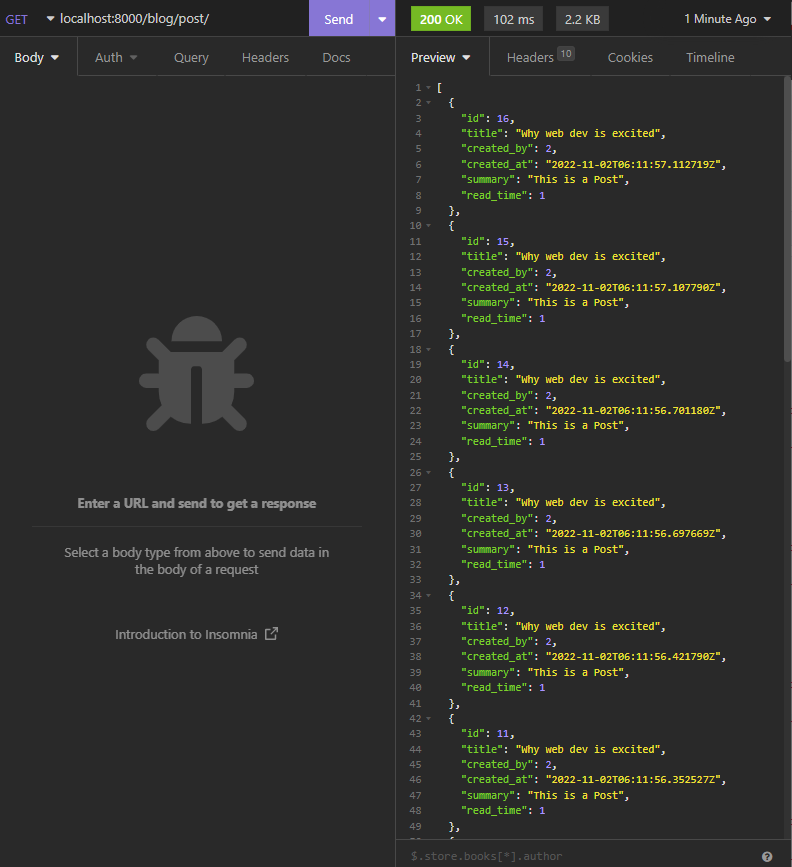 GET localhost:8000/blog/post/ Send 200 OK 102 ms 2.2 KB 1 Minute Ago
Body Auth Query Headers Docs
Enter a URL and send to get a response
Select a body type from above to send data in
the body of a request
Introduction to Insomnia
Preview Headers 10 Cookies Timeline
1 [
2 {
3 "id": 16,
4 "title": "Why web dev is excited",
5 "created_by": 2,
6 "created_at": "2022-11-02T06:11:57.112719Z",
7 "summary": "This is a Post",
8 "read_time": 1
9 },
10 {
11 "id": 15,
12 "title": "Why web dev is excited",
13 "created_by": 2,
14 "created_at": "2022-11-02T06:11:57.107790Z",
15 "summary": "This is a Post",
16 "read_time": 1
17 },
18 {
19 "id": 14,
20 "title": "Why web dev is excited",
21 "created_by": 2,
22 "created_at": "2022-11-02T06:11:56.701180Z",
23 "summary": "This is a Post",
24 "read_time": 1
25 },
26 {
27 "id": 13,
28 "title": "Why web dev is excited",
29 "created_by": 2,
30 "created_at": "2022-11-02T06:11:56.697669Z",
31 "summary": "This is a Post",
32 "read_time": 1
33 },
34 {
35 "id": 12,
36 "title": "Why web dev is excited",
37 "created_by": 2,
38 "created_at": "2022-11-02T06:11:56.421790Z",
39 "summary": "This is a Post",
40 "read_time": 1
41 },
42 {
43 "id": 11,
44 "title": "Why web dev is excited",
45 "created_by": 2,
46 "created_at": "2022-11-02T06:11:56.352527Z",
47 "summary": "This is a Post",
48 "read_time": 1
49 },
$.store.books[*].author